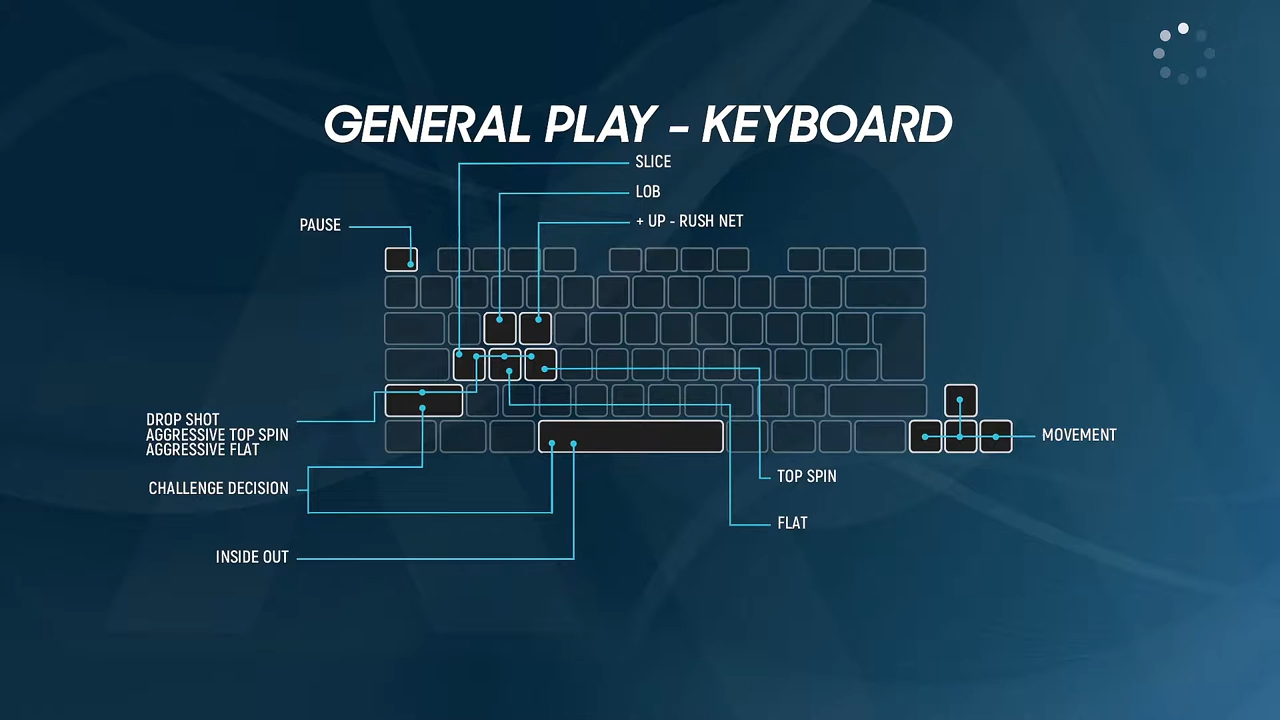 GENERAL PLAY - KEYBOARD
SLICE
LOB
+ UP - RUSH NET
PAUSE
DROP SHOT
AGGRESSIVE TOP SPIN
AGGRESSIVE FLAT
MOVEMENT
TOP SPIN
CHALLENGE DECISION
FLAT
INSIDE OUT